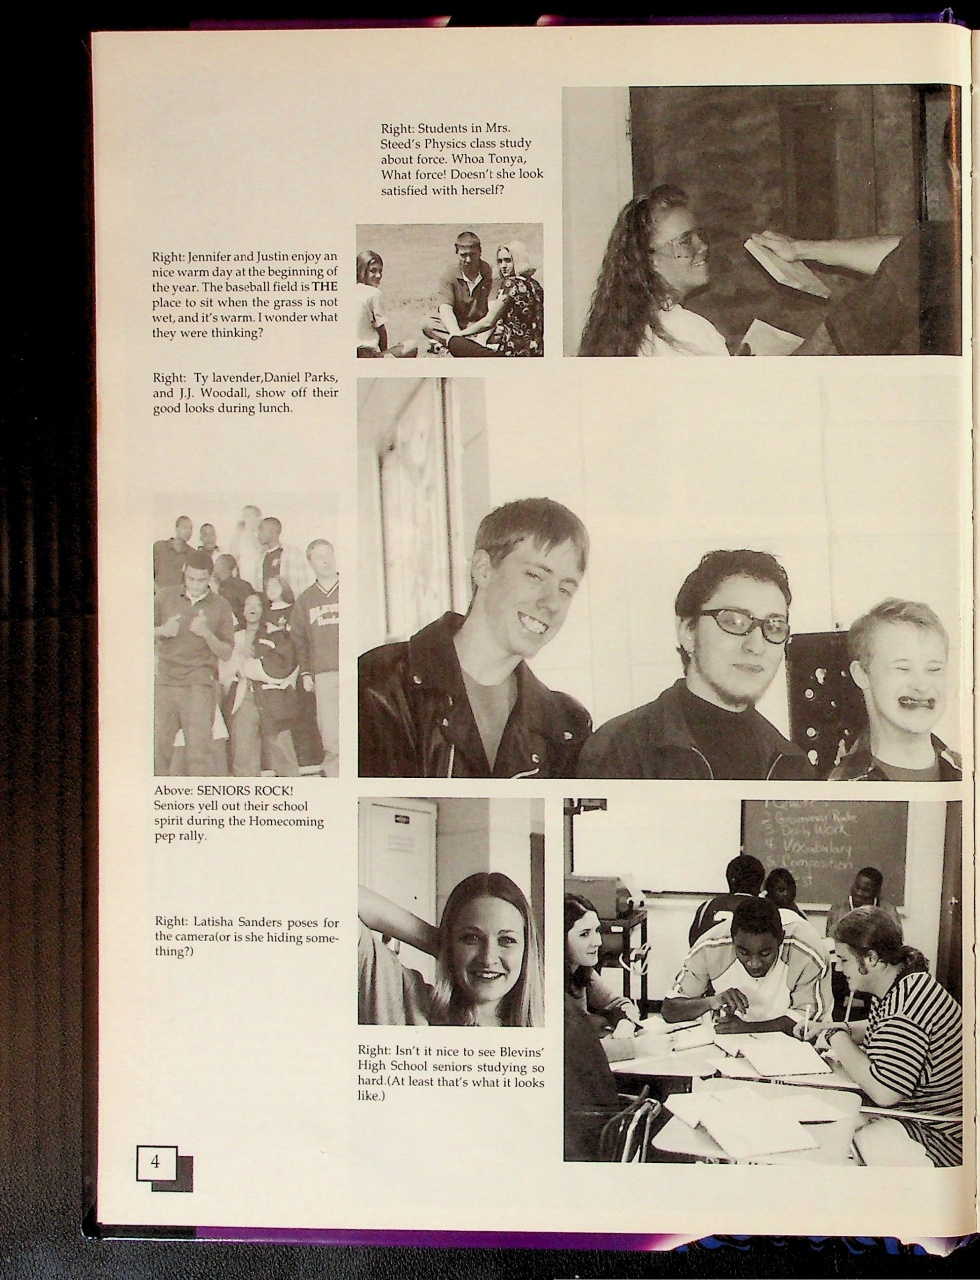 Right: Students in Mrs.
Steed's Physics class study
about force. Whoa Tonya,
What force! Doesn't she look
satisfied with herself?
Right: Jennifer and Justin enjoy an
nice warm day at the beginning of
the year. The baseball field is THE
place to sit when the grass is not
wet, and it's warm. I wonder what
they were thinking?
Right: Ty lavender,Daniel Parks,
and J.J. Woodall, show off their
good looks during lunch.
Above: SENIORS ROCK!
Seniors yell out their school
spirit during the Homecoming
pep rally.
Right: Latisha Sanders poses for
the camera(or is she hiding some-
thing?)
2 Grammar
3. Daily Work
4. Vocabulary
5. Composition
Right: Isn't it nice to see Blevins'
High School seniors studying so
hard.(At least that's what it looks
like.)
4